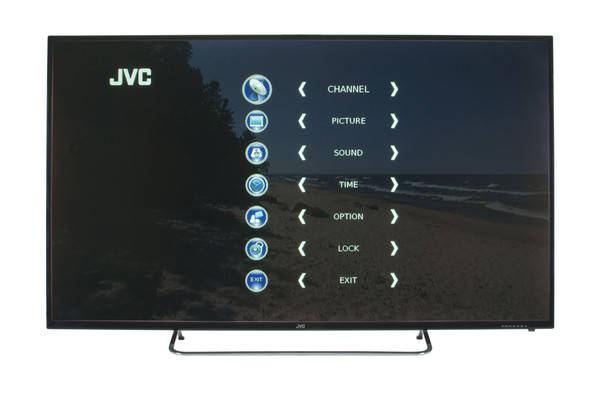 JVC
CHANNEL
PICTURE
SOUND
TIME
OPTION
LOCK
EXIT EXIT
JVC